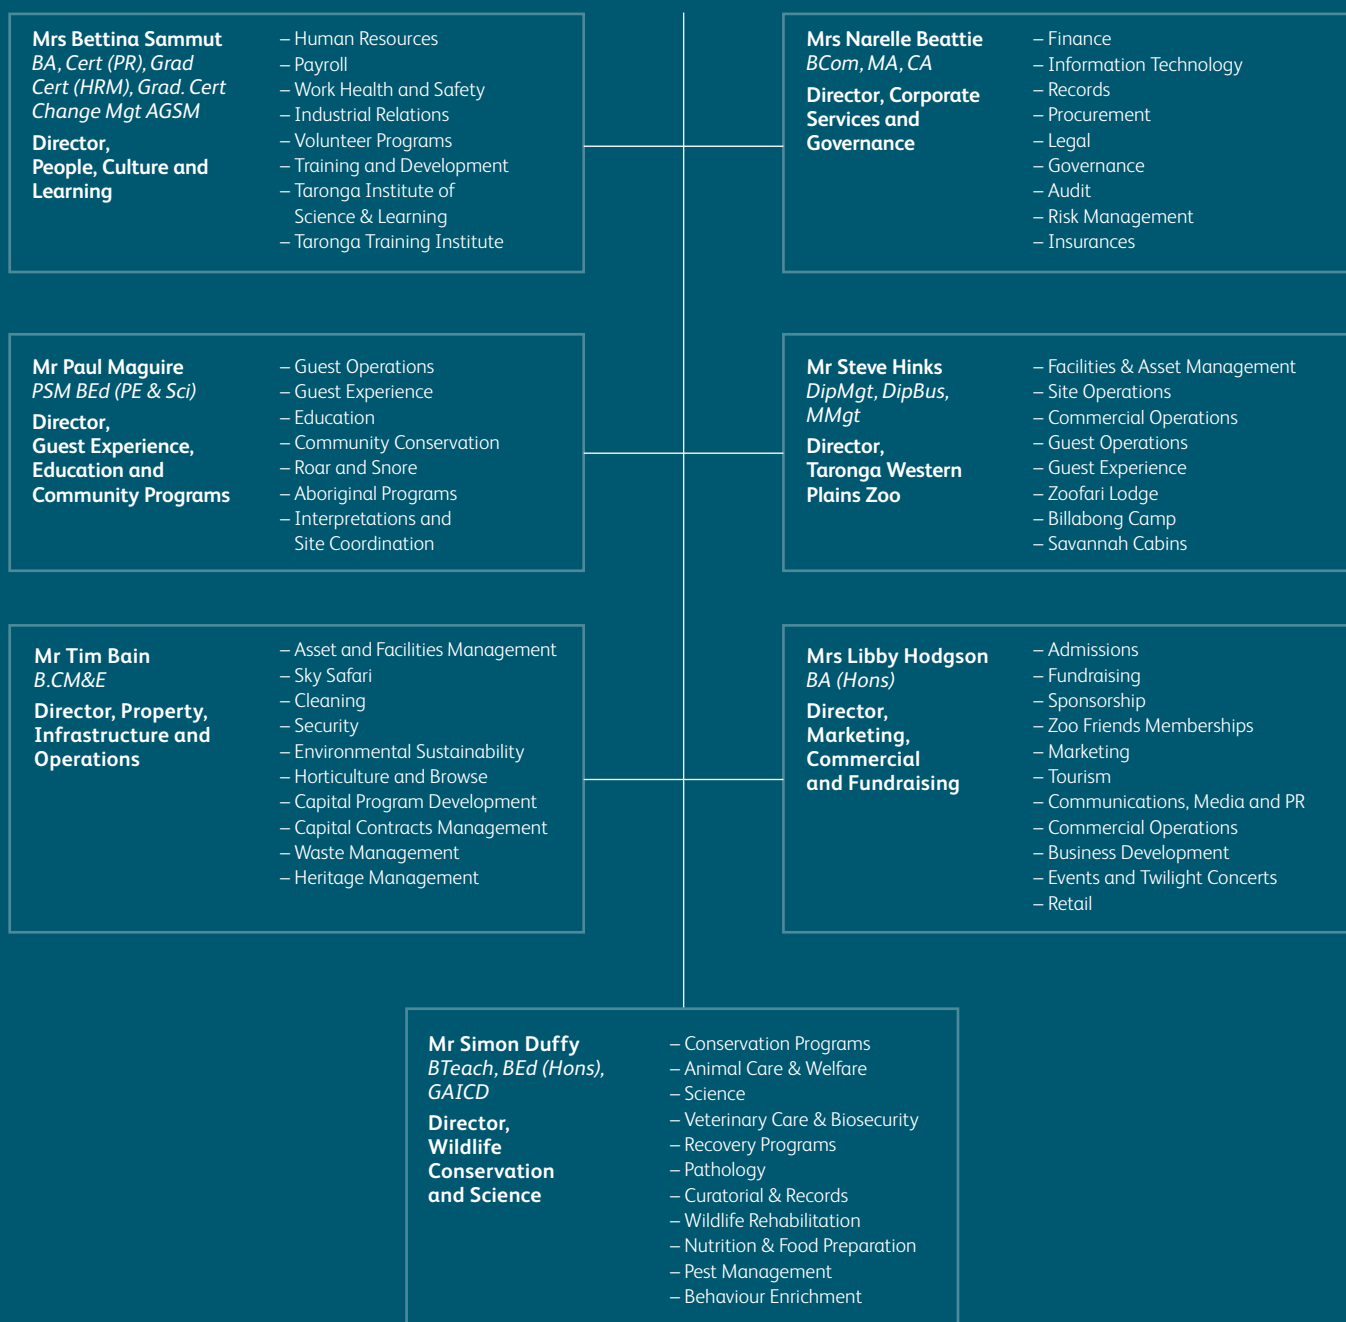 Mrs Bettina Sammut
BA, Cert (PR), Grad
Cert (HRM), Grad. Cert
Change Mgt AGSM
Director,
People, Culture and
Learning
– Human Resources
– Payroll
– Work Health and Safety
– Industrial Relations
– Volunteer Programs
– Training and Development
– Taronga Institute of
Science & Learning
– Taronga Training Institute
Mrs Narelle Beattie
BCom, MA, CA
Director, Corporate
Services and
Governance
– Finance
– Information Technology
– Records
– Procurement
– Legal
– Governance
– Audit
– Risk Management
– Insurances
Mr Paul Maguire
PSM BEd (PE & Sci)
Director,
Guest Experience,
Education and
Community Programs
– Guest Operations
– Guest Experience
– Education
– Community Conservation
– Roar and Snore
– Aboriginal Programs
– Interpretations and
Site Coordination
Mr Steve Hinks
DipMgt, DipBus,
MMgt
Director,
Taronga Western
Plains Zoo
– Facilities & Asset Management
– Site Operations
– Commercial Operations
– Guest Operations
– Guest Experience
– Zoofari Lodge
– Billabong Camp
– Savannah Cabins
Mr Tim Bain
B.CM&E
Director, Property,
Infrastructure and
Operations
– Asset and Facilities Management
– Sky Safari
– Cleaning
– Security
– Environmental Sustainability
– Horticulture and Browse
– Capital Program Development
– Capital Contracts Management
– Waste Management
– Heritage Management
Mrs Libby Hodgson
BA (Hons)
Director,
Marketing,
Commercial
and Fundraising
– Admissions
– Fundraising
– Sponsorship
– Zoo Friends Memberships
– Marketing
– Tourism
– Communications, Media and PR
– Commercial Operations
– Business Development
– Events and Twilight Concerts
– Retail
Mr Simon Duffy
BTeach, BEd (Hons),
GAICD
Director,
Wildlife
Conservation
and Science
– Conservation Programs
– Animal Care & Welfare
– Science
– Veterinary Care & Biosecurity
– Recovery Programs
– Pathology
– Curatorial & Records
– Wildlife Rehabilitation
– Nutrition & Food Preparation
– Pest Management
– Behaviour Enrichment